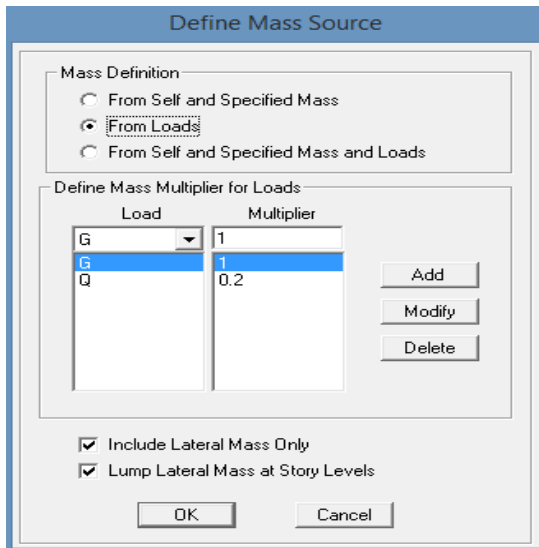 Define Mass Source
Mass Definition
From Self and Specified Mass
From Loads
From Self and Specified Mass and Loads
Define Mass Multiplier for Loads
Load Multiplier
G 1
G 1
Q 0.2
Add
Modify
Delete
Include Lateral Mass Only
Lump Lateral Mass at Story Levels
OK Cancel